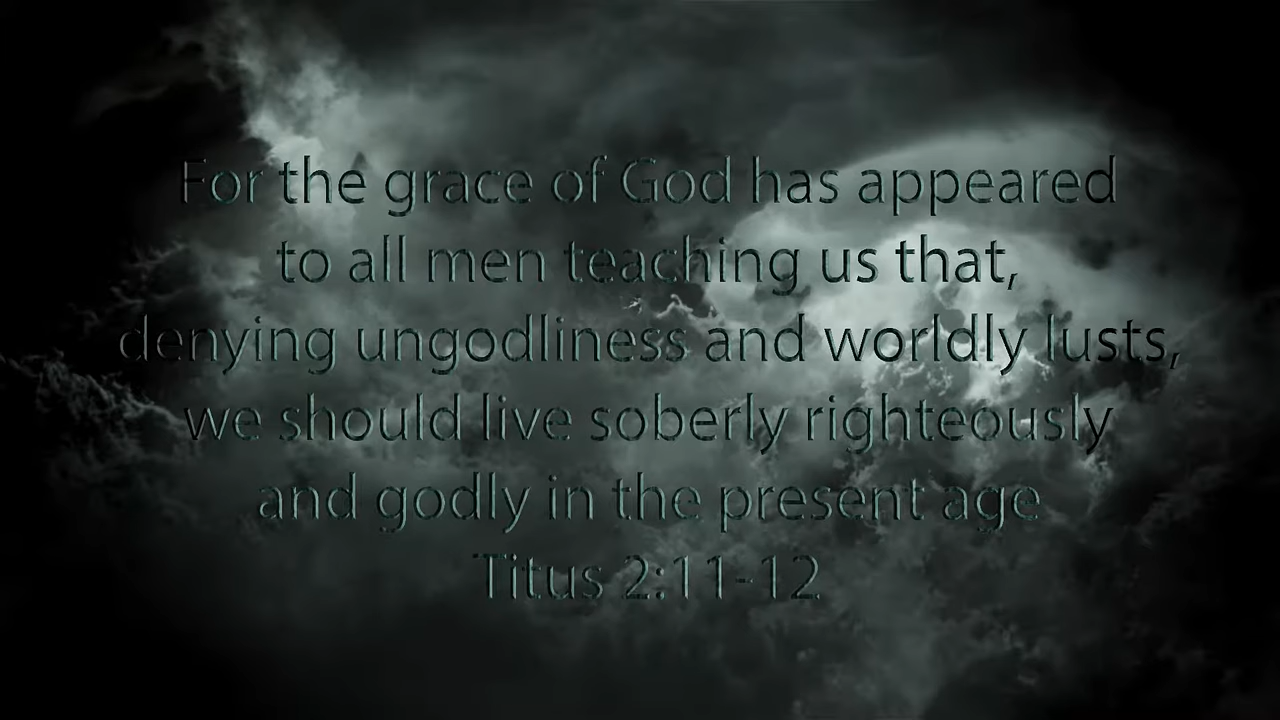 For the grace of God has appeared
to all men teaching us that,
denying ungodliness and worldly lusts,
we should live soberly righteously
and godly in the present age
Titus 2:11-12